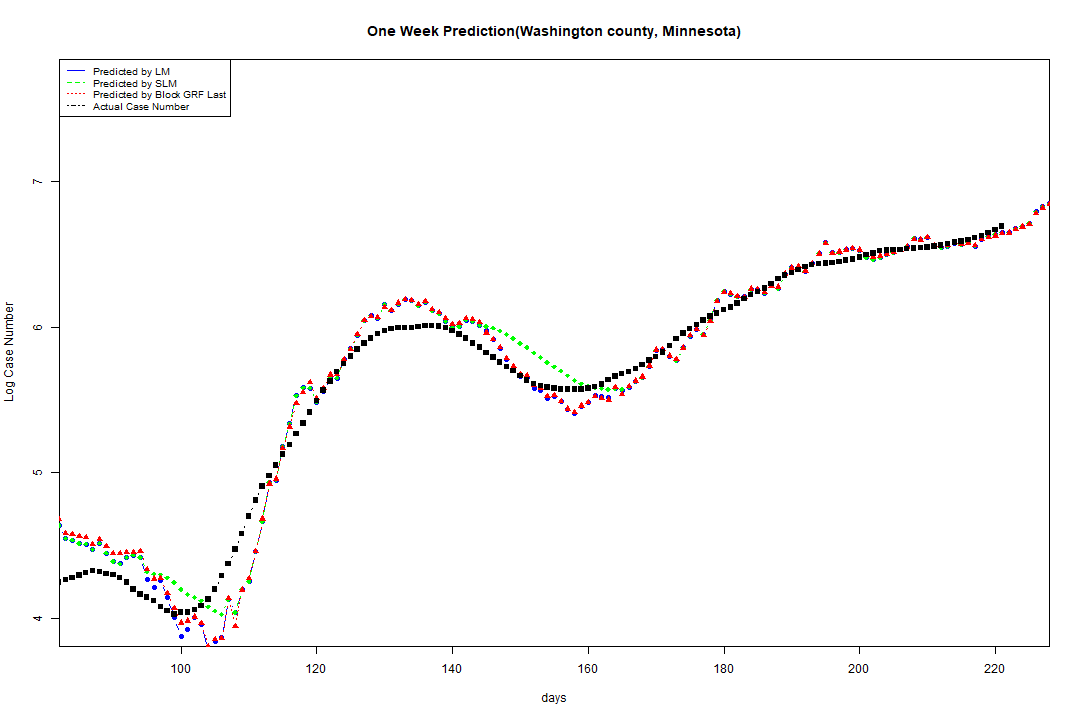 One Week Prediction(Washington county, Minnesota)
Predicted by LM
Predicted by SLM
Predicted by Block GRF Last
Actual Case Number
Log Case Number
7
6
5
4
100 120 140 160 180 200 220
days